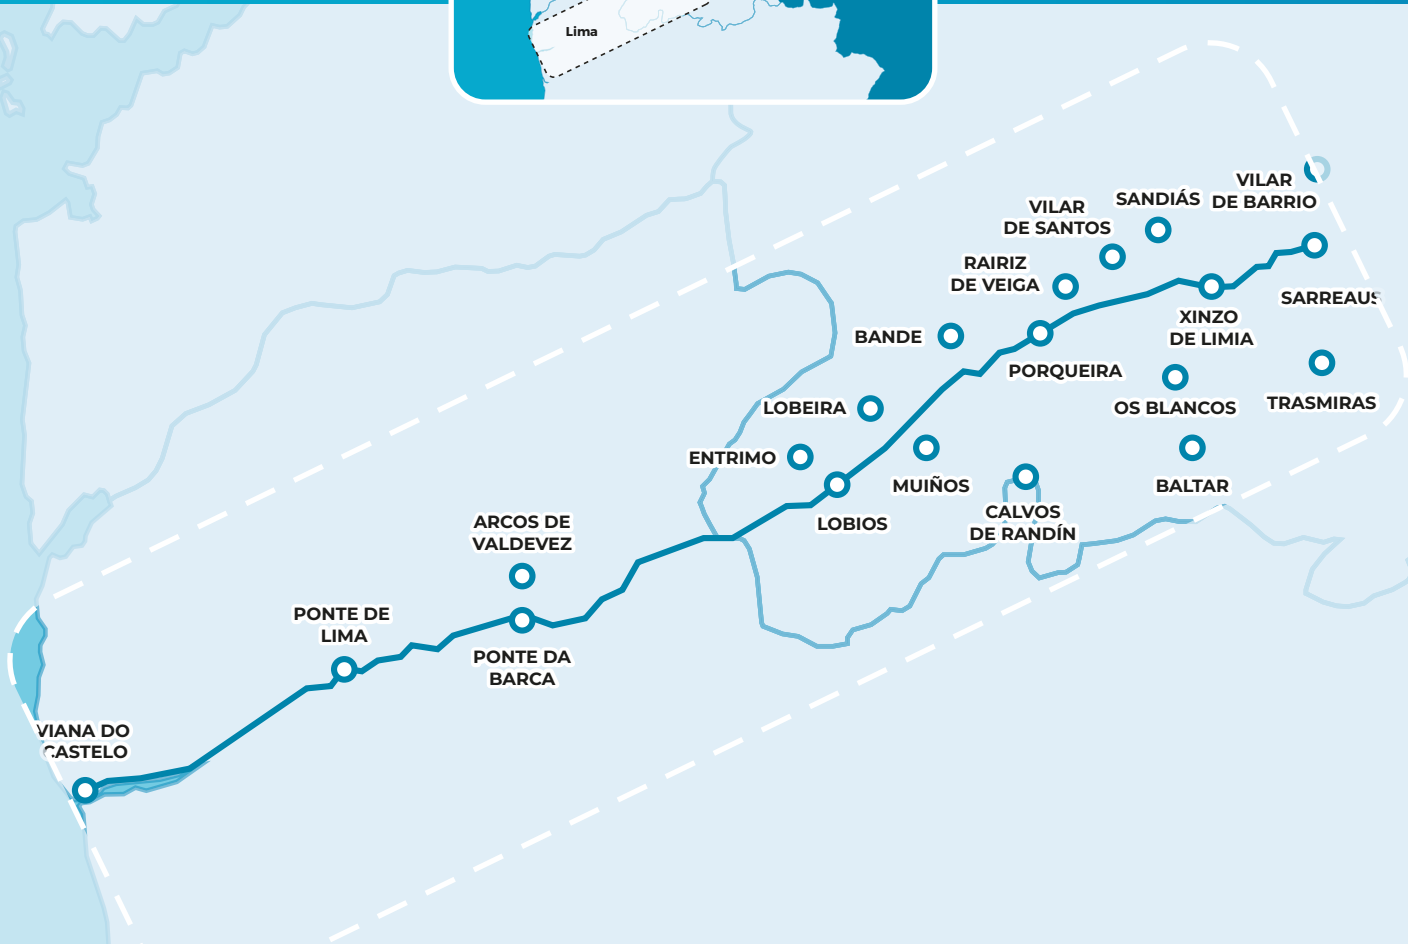 Lima
VILAR
DE BARRIO
SANDIÁS
VILAR
DE SANTOS
RAIRIZ
DE VEIGA
SARREAUS
XINZO
DE LIMIA
BANDE
PORQUEIRA
TRASMIRAS
OS BLANCOS
LOBEIRA
ENTRIMO
MUIÑOS
BALTAR
CALVOS
DE RANDÍN
LOBIOS
ARCOS DE
VALDEVEZ
PONTE DE
LIMA
PONTE DA
BARCA
VIANA DO
CASTELO